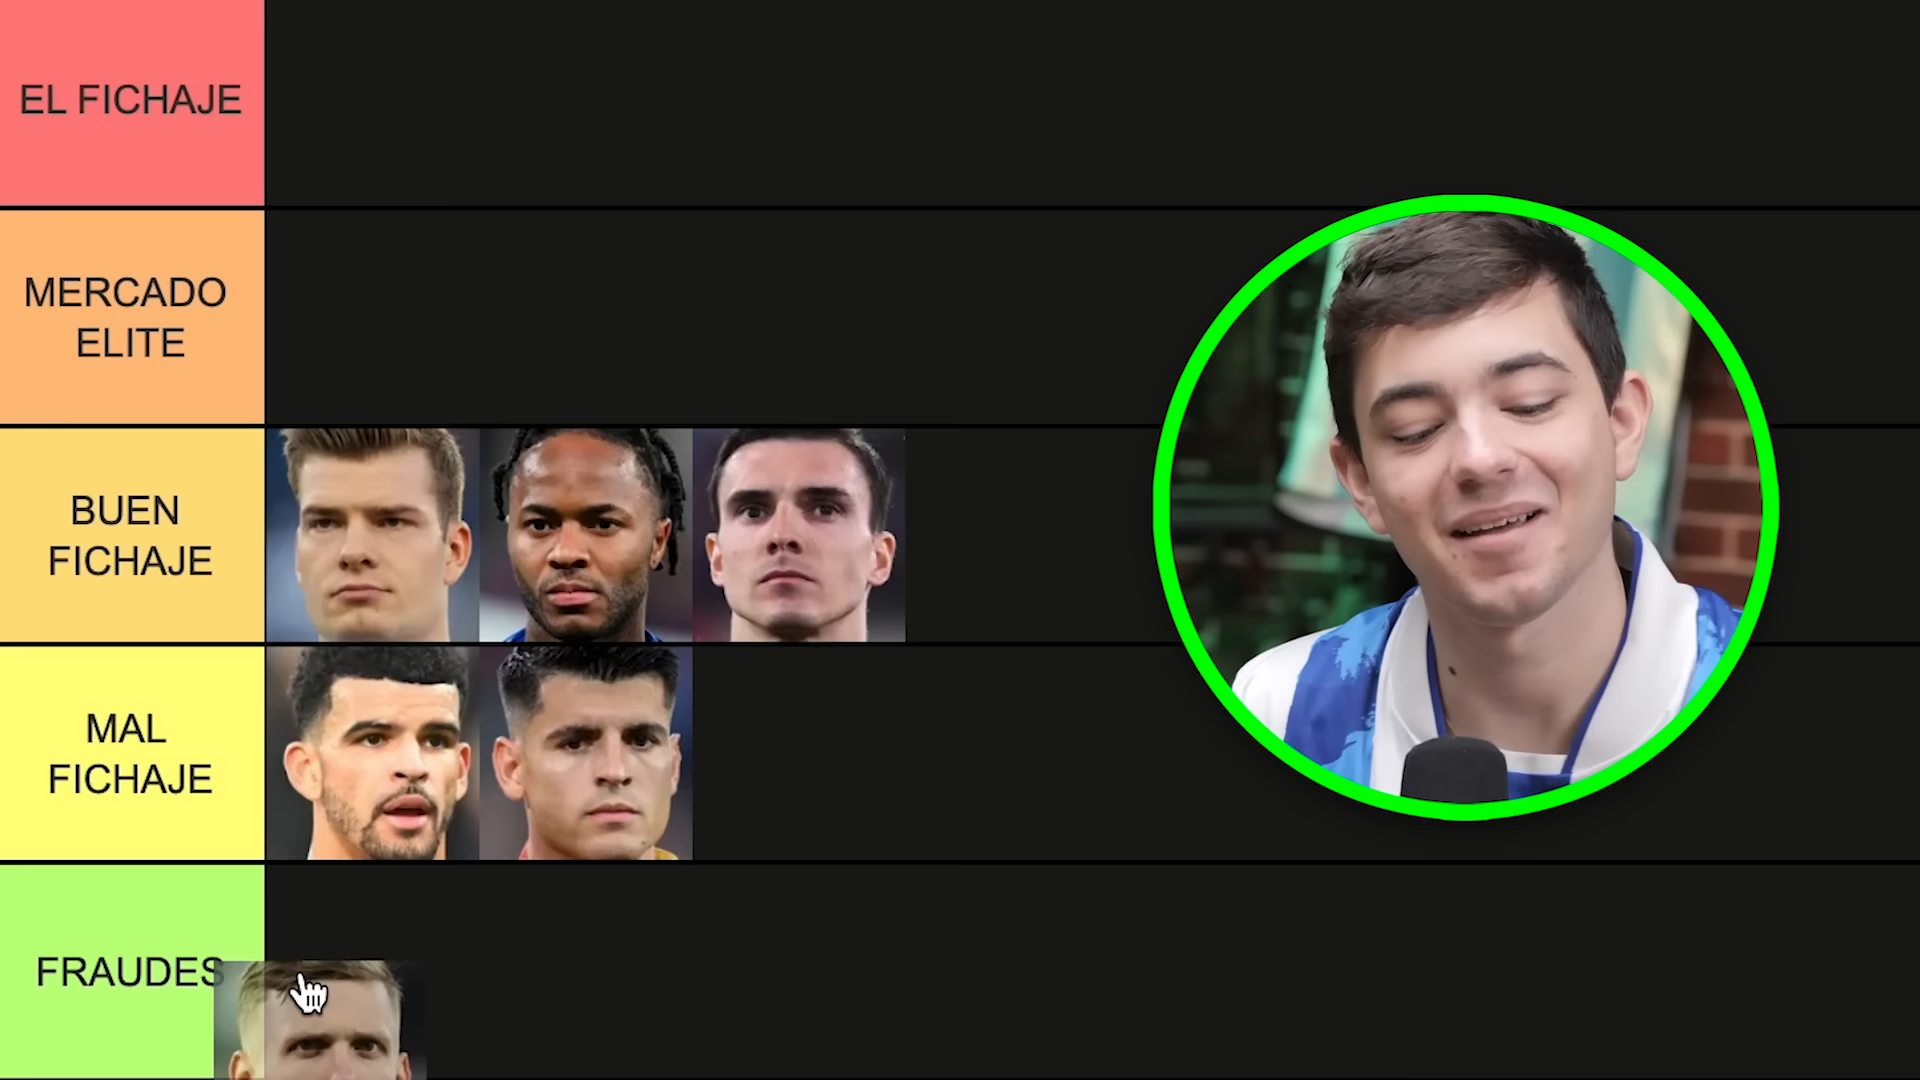 EL FICHAJE
MERCADO
ELITE
BUEN
FICHAJE
MAL
FICHAJE
FRAUDES